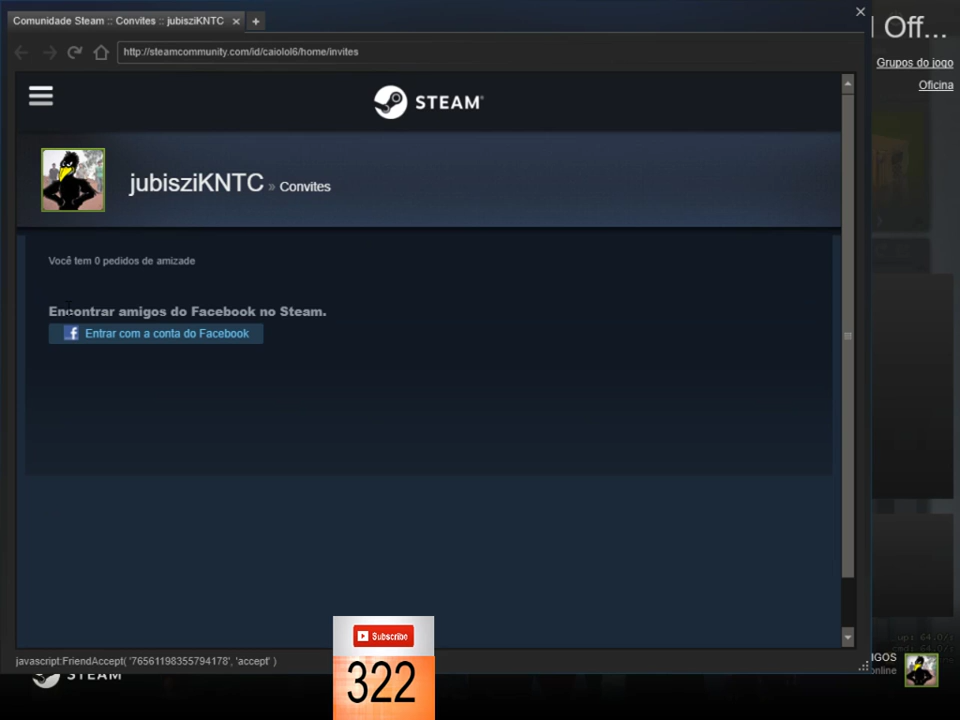 Comunidade Steam :: Convites :: jubisziKNTC
l Off...
http://steamcommunity.com/id/caiolol6/home/invites
Grupos do jogo
Oficina
STEAM
jubisziKNTC » Convites
Você tem 0 pedidos de amizade
Encontrar amigos do Facebook no Steam.
f Entrar com a conta do Facebook
Subscribe
322
javascript:FriendAccept( '76561198355794178', 'accept' )
STEAM
IGOS
online